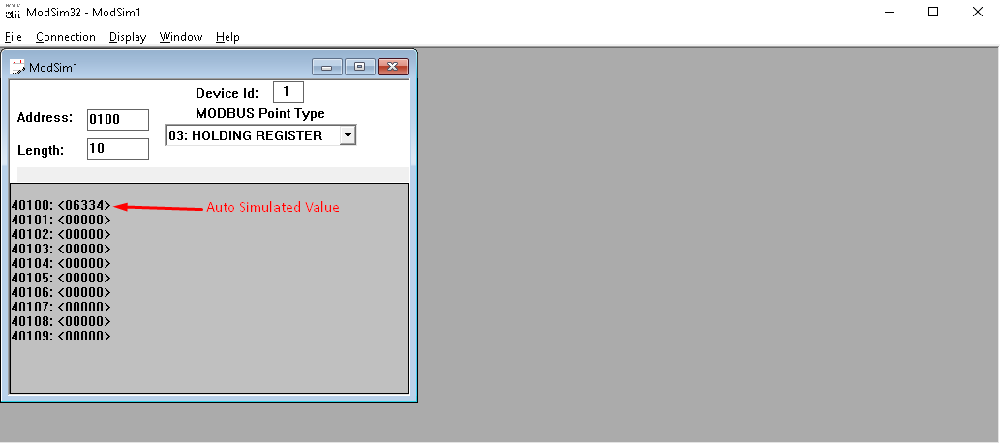 ModSim32 - ModSim1
File Connection Display Window Help
ModSim1
Device Id: 1
Address: 0100
MODBUS Point Type
03: HOLDING REGISTER
Length: 10
40100: <06334> Auto Simulated Value
40101: <00000>
40102: <00000>
40103: <00000>
40104: <00000>
40105: <00000>
40106: <00000>
40107: <00000>
40108: <00000>
40109: <00000>